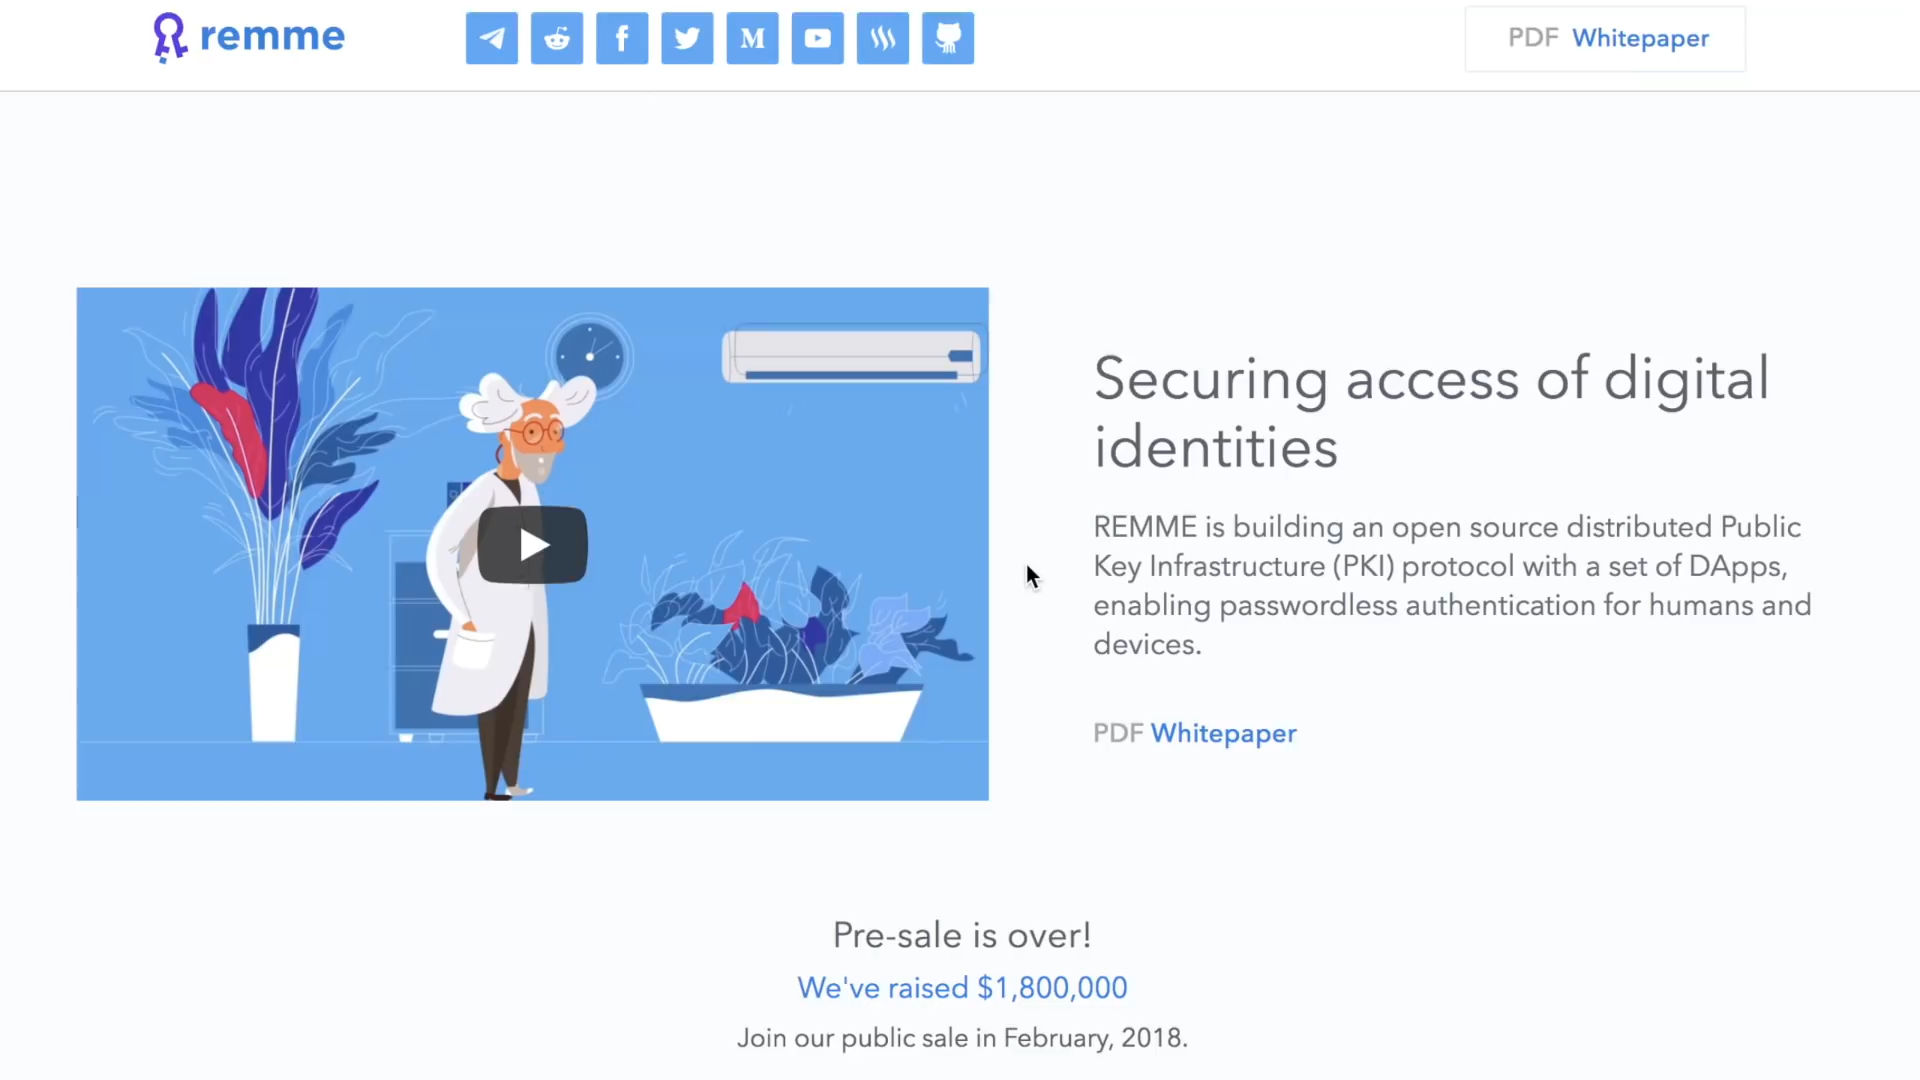 remme
M
PDF Whitepaper
Securing access of digital
identities
REMME is building an open source distributed Public
Key Infrastructure (PKI) protocol with a set of DApps,
enabling passwordless authentication for humans and
devices.
PDF Whitepaper
Pre-sale is over!
We've raised $1,800,000
Join our public sale in February, 2018.